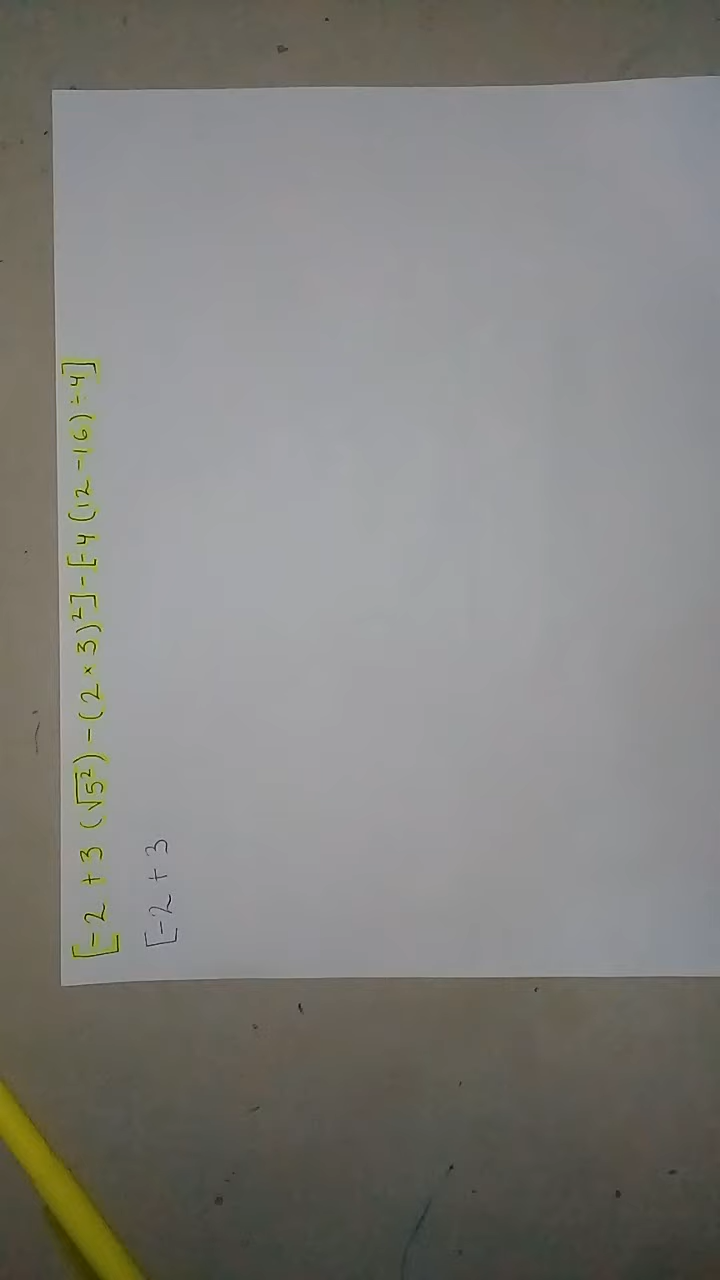 [-2 + 3 (√5²) - (2 × 3)²] - [-4 (12 - 16) ÷ 4]
[-2 + 3